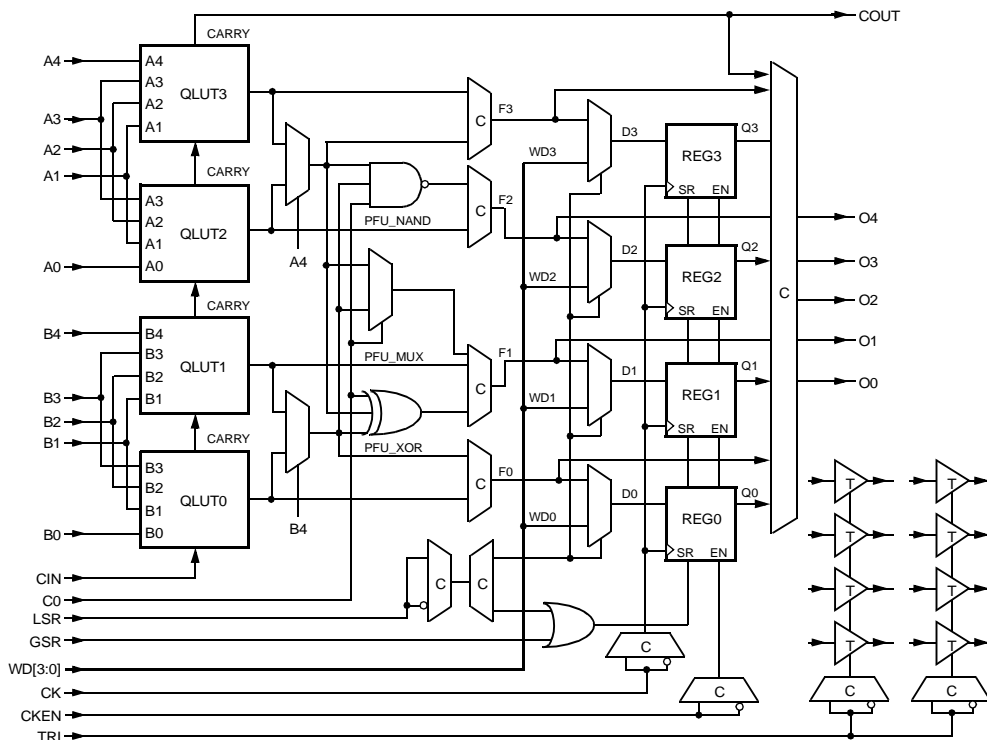 CARRY
COUT
A4
A3
A2
A1
A4
A3
A2
A1
QLUT3
CARRY
A3
A2
A1
A0
QLUT2
A0
CARRY
B4
B3
B2
B1
B4
B3
B2
B1
QLUT1
CARRY
B3
B2
B1
B0
QLUT0
B0
CIN
C0
LSR
GSR
WD[3:0]
CK
CKEN
TRI
A4
B4
PFU_NAND
PFU_MUX
PFU_XOR
C
F3
C
F2
C
F1
C
F0
WD3
WD2
WD1
WD0
D3
D2
D1
D0
REG3
SR
EN
Q3
REG2
SR
EN
Q2
REG1
SR
EN
Q1
REG0
SR
EN
Q0
C
C
C
C
C
O4
O3
O2
O1
O0
T
T
T
T
T
T
T
T
C
C